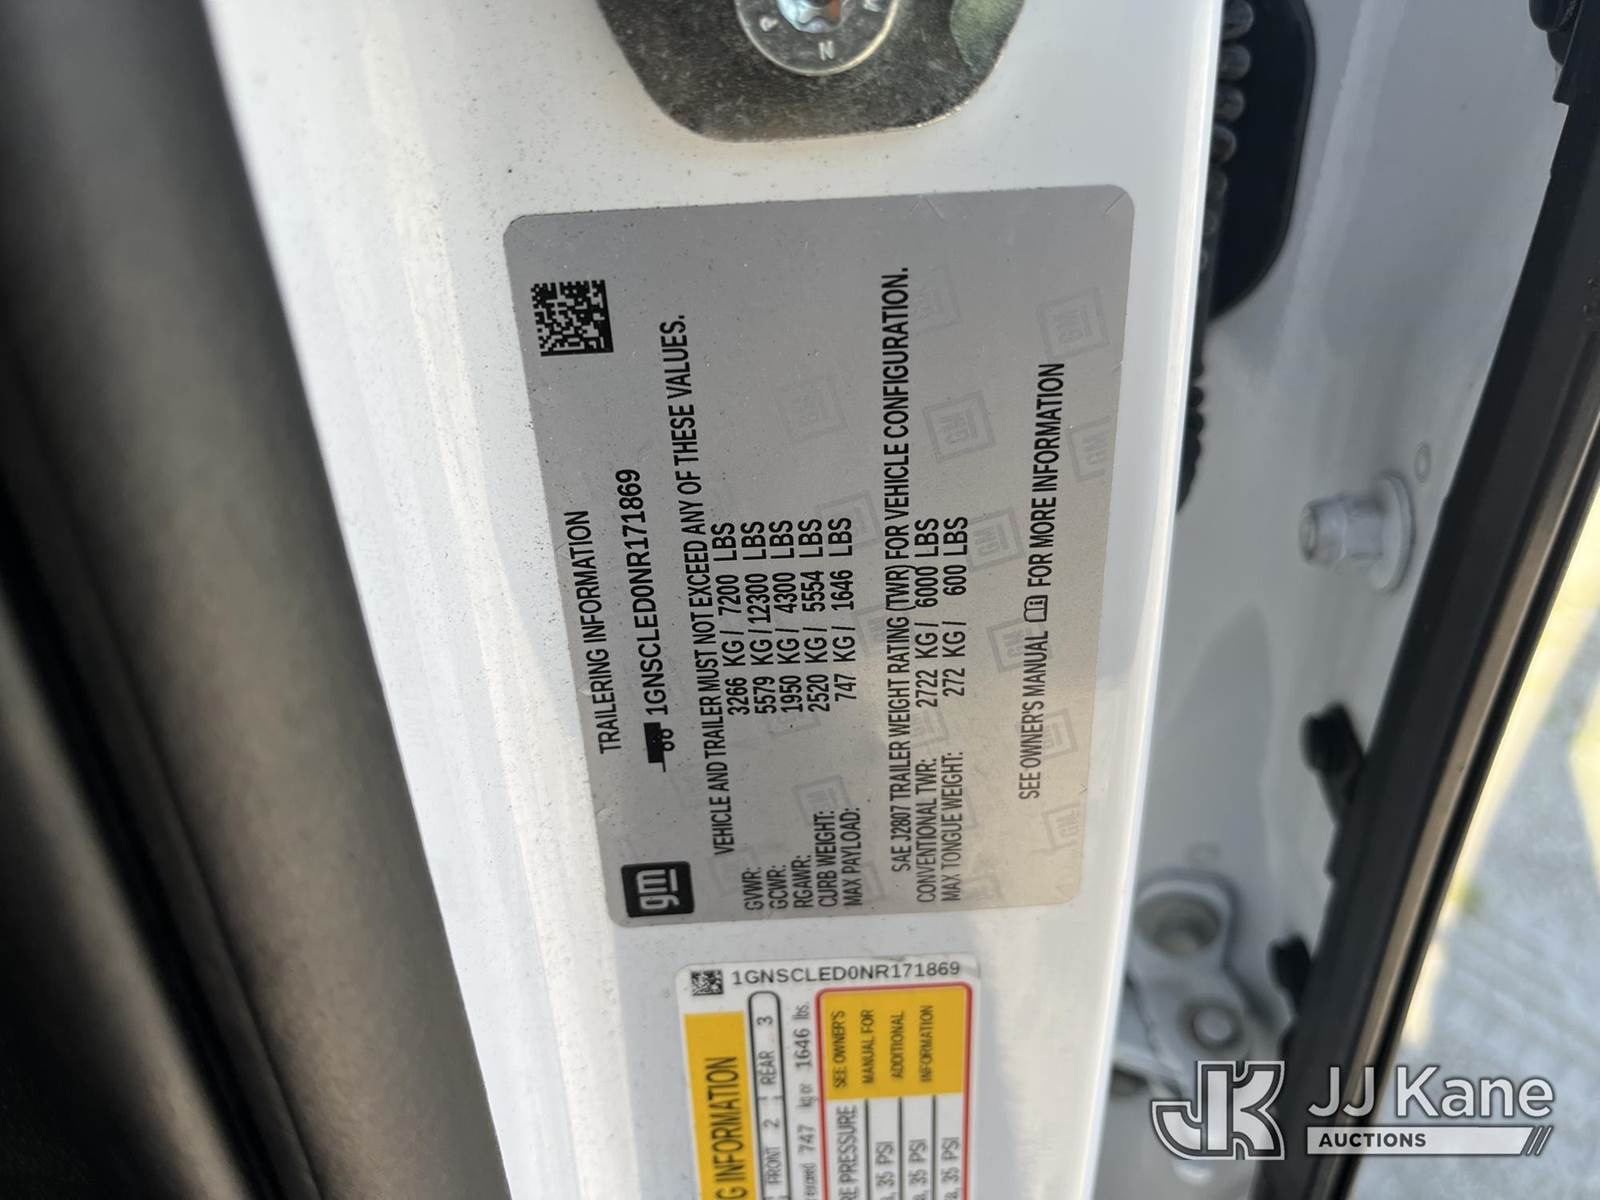 P N
gm
TRAILERING INFORMATION
1GNSCLED0NR171869
VEHICLE AND TRAILER MUST NOT EXCEED ANY OF THESE VALUES.
GVWR: 3266 KG / 7200 LBS
GCWR: 5579 KG / 12300 LBS
RGAWR: 1950 KG / 4300 LBS
CURB WEIGHT: 2520 KG / 5554 LBS
MAX PAYLOAD: 747 KG / 1646 LBS
SAE J2807 TRAILER WEIGHT RATING (TWR) FOR VEHICLE CONFIGURATION.
CONVENTIONAL TWR: 2722 KG / 6000 LBS
MAX TONGUE WEIGHT: 272 KG / 600 LBS
SEE OWNER'S MANUAL FOR MORE INFORMATION
1GNSCLED0NR171869
G INFORMATION
FRONT 2 REAR 3
747 kg or 1646 lbs.
RE PRESSURE
SEE OWNER'S
MANUAL FOR
ADDITIONAL
INFORMATION
a, 35 PSI
a, 35 PSI
a, 35 PSI
JK JJ Kane
AUCTIONS